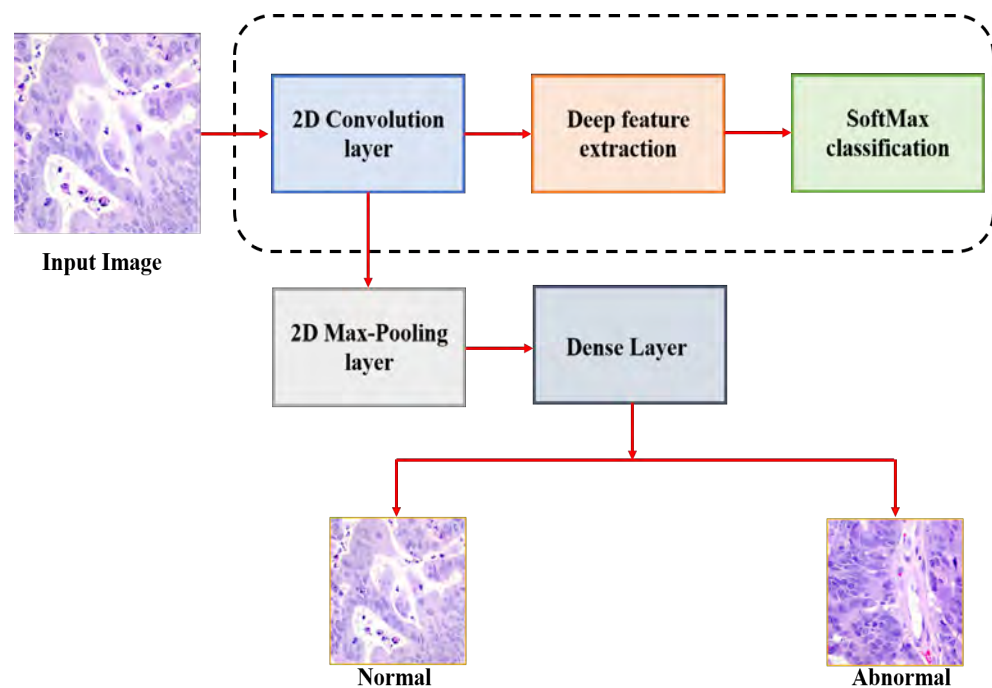 2D Convolution
layer
Deep feature
extraction
SoftMax
classification
Input Image
2D Max-Pooling
layer
Dense Layer
Normal
Abnormal